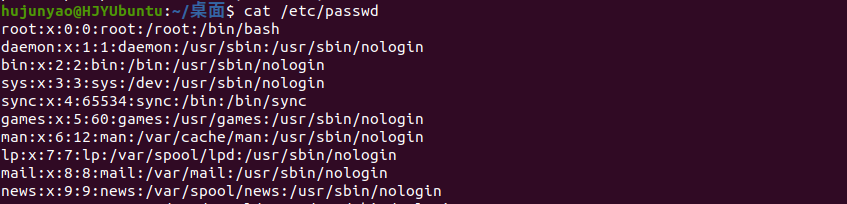 hujunyao@HJYUbuntu:~/桌面$ cat /etc/passwd
root:x:0:0:root:/root:/bin/bash
daemon:x:1:1:daemon:/usr/sbin:/usr/sbin/nologin
bin:x:2:2:bin:/bin:/usr/sbin/nologin
sys:x:3:3:sys:/dev:/usr/sbin/nologin
sync:x:4:65534:sync:/bin:/bin/sync
games:x:5:60:games:/usr/games:/usr/sbin/nologin
man:x:6:12:man:/var/cache/man:/usr/sbin/nologin
lp:x:7:7:lp:/var/spool/lpd:/usr/sbin/nologin
mail:x:8:8:mail:/var/mail:/usr/sbin/nologin
news:x:9:9:news:/var/spool/news:/usr/sbin/nologin